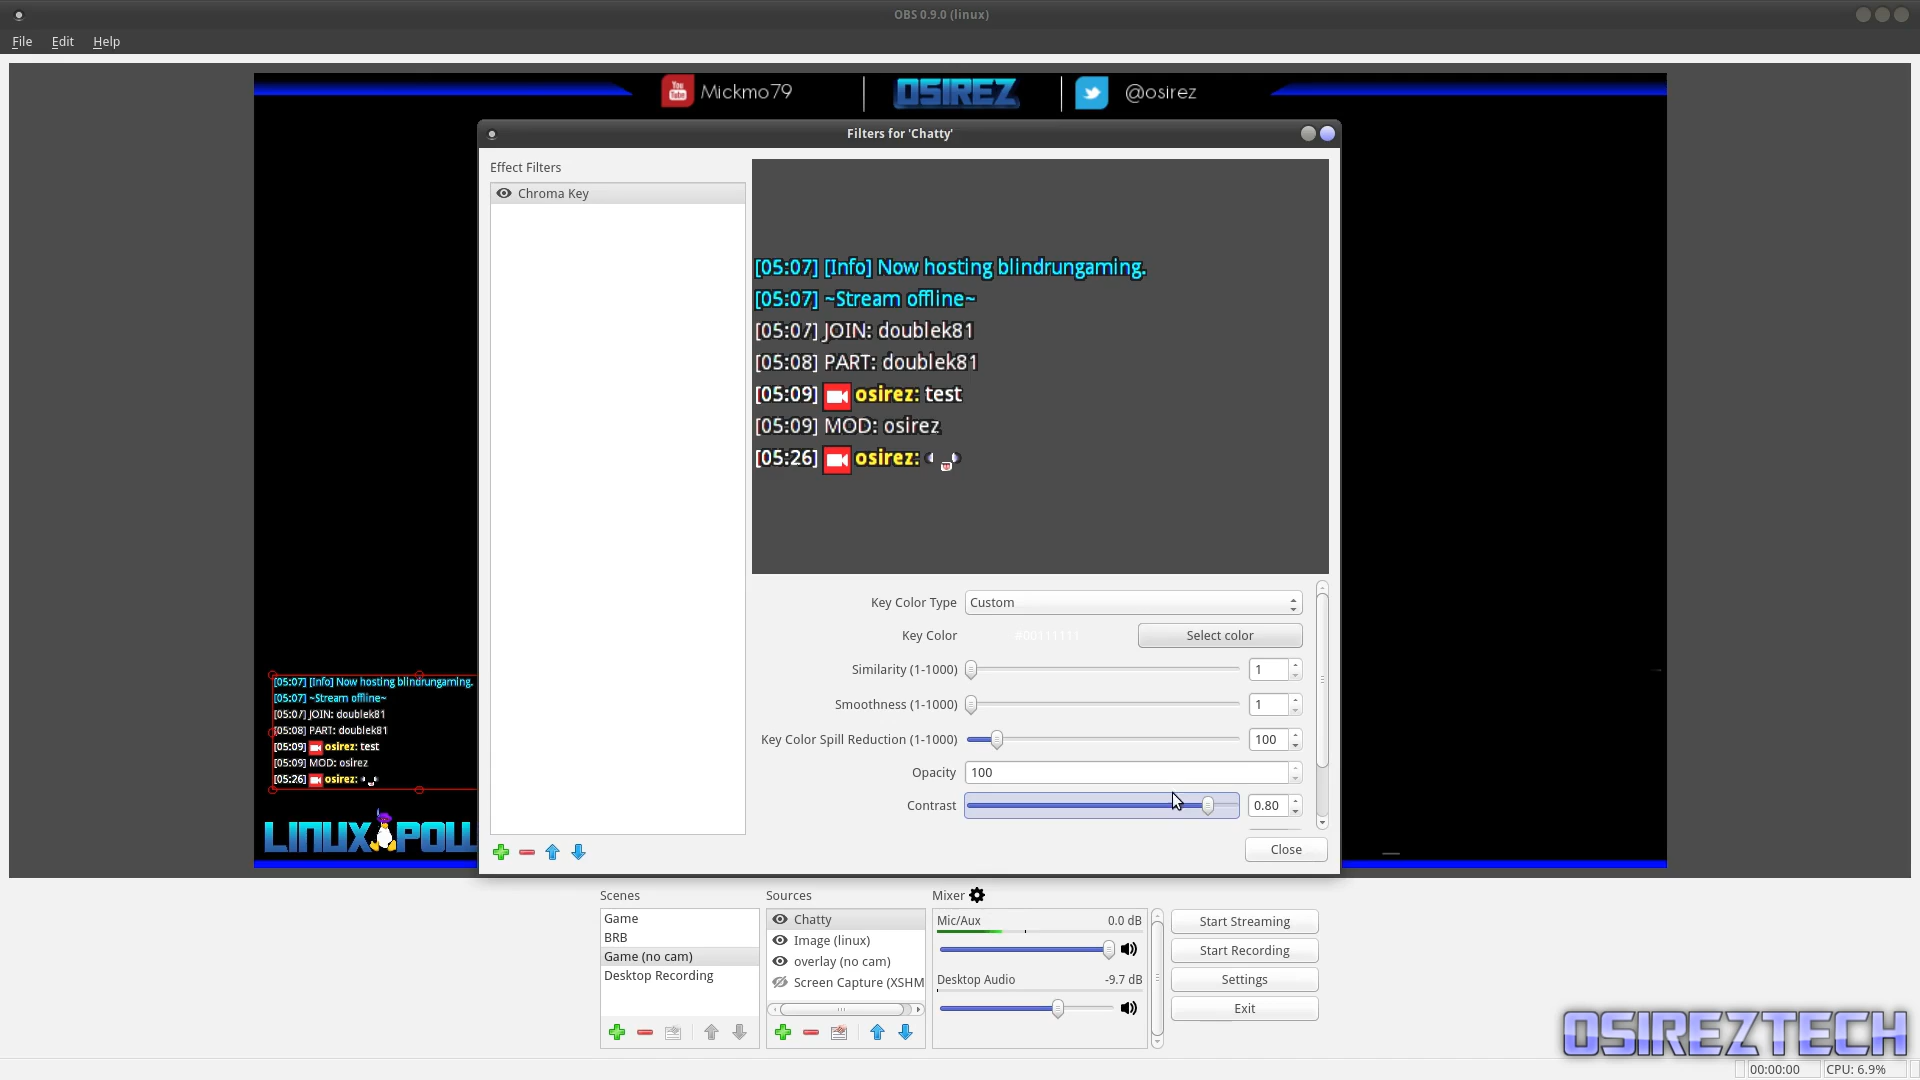 OBS 0.9.0 (linux)
File Edit Help
You Tube Mickmo79
OSIREZ
@osirez
Filters for 'Chatty'
Effect Filters
Chroma Key
[05:07] [Info] Now hosting blindrungaming.
[05:07] ~Stream offline~
[05:07] JOIN: doublek81
[05:08] PART: doublek81
[05:09] osirez: test
[05:09] MOD: osirez
[05:26] osirez:
Key Color Type Custom
Key Color #00111111 Select color
Similarity (1-1000) 1
Smoothness (1-1000) 1
Key Color Spill Reduction (1-1000) 100
Opacity 100
Contrast 0.80
Close
[05:07] [Info] Now hosting blindrungaming.
[05:07] ~Stream offline~
[05:07] JOIN: doublek81
[05:08] PART: doublek81
[05:09] osirez: test
[05:09] MOD: osirez
[05:26] osirez:
LINUX POW
Scenes
Game
BRB
Game (no cam)
Desktop Recording
Sources
Chatty
Image (linux)
overlay (no cam)
Screen Capture (XSHM
Mixer
Mic/Aux 0.0 dB
Desktop Audio -9.7 dB
Start Streaming
Start Recording
Settings
Exit
OSIREZTECH
00:00:00 CPU: 6.9%